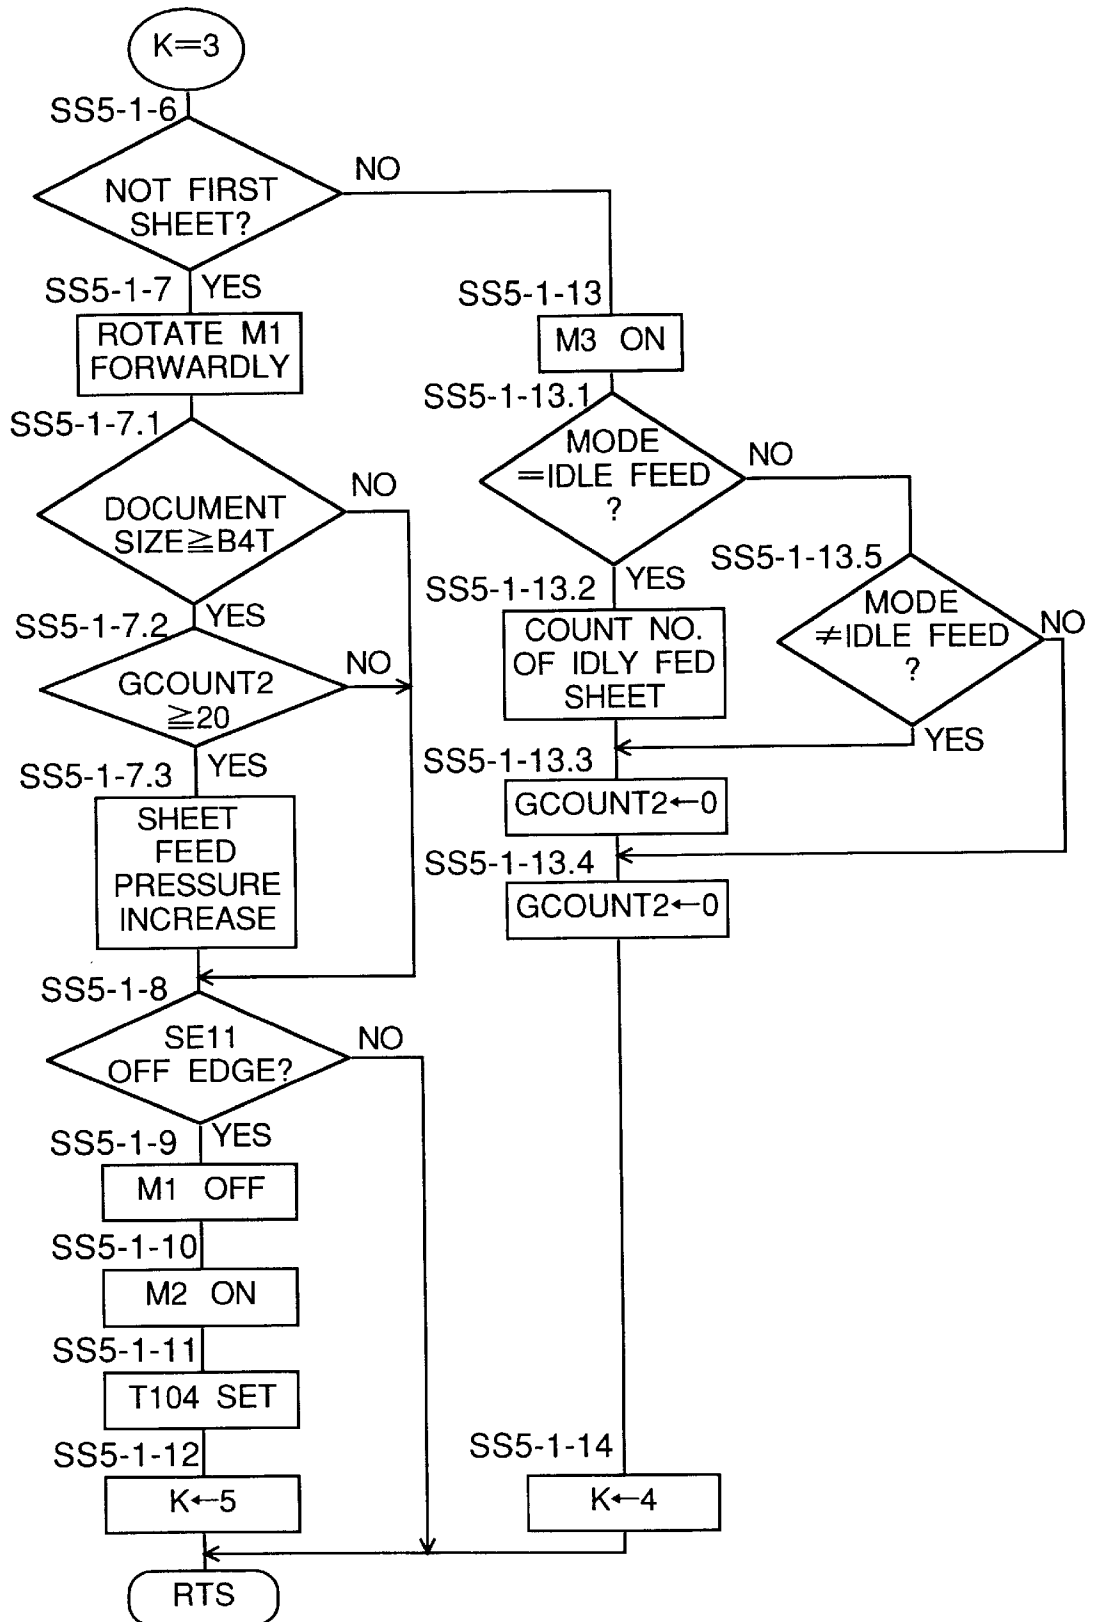 K=3
SS5-1-6
NOT FIRST
SHEET?
NO
YES
SS5-1-7
ROTATE M1
FORWARDLY
SS5-1-7.1
DOCUMENT
SIZE≧B4T
NO
YES
SS5-1-7.2
GCOUNT2
≧20
NO
YES
SS5-1-7.3
SHEET
FEED
PRESSURE
INCREASE
SS5-1-8
SE11
OFF EDGE?
NO
YES
SS5-1-9
M1 OFF
SS5-1-10
M2 ON
SS5-1-11
T104 SET
SS5-1-12
K←5
RTS
SS5-1-13
M3 ON
SS5-1-13.1
MODE
=IDLE FEED
?
NO
YES
SS5-1-13.2
COUNT NO.
OF IDLY FED
SHEET
SS5-1-13.5
MODE
≠IDLE FEED
?
NO
YES
SS5-1-13.3
GCOUNT2←0
SS5-1-13.4
GCOUNT2←0
SS5-1-14
K←4